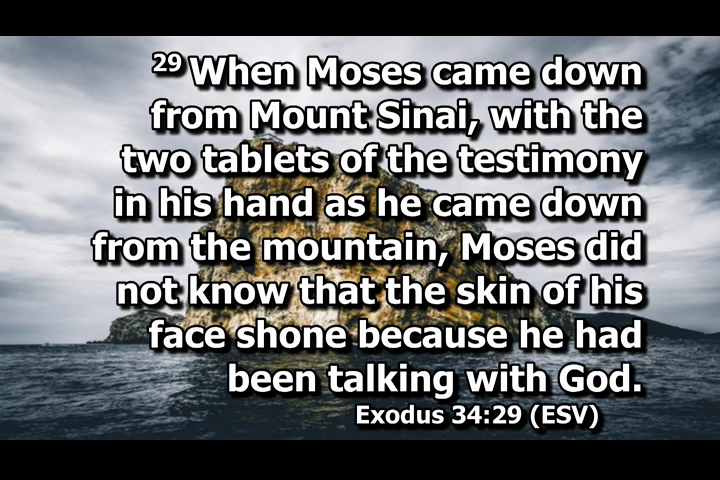 29 When Moses came down
from Mount Sinai, with the
two tablets of the testimony
in his hand as he came down
from the mountain, Moses did
not know that the skin of his
face shone because he had
been talking with God.
Exodus 34:29 (ESV)